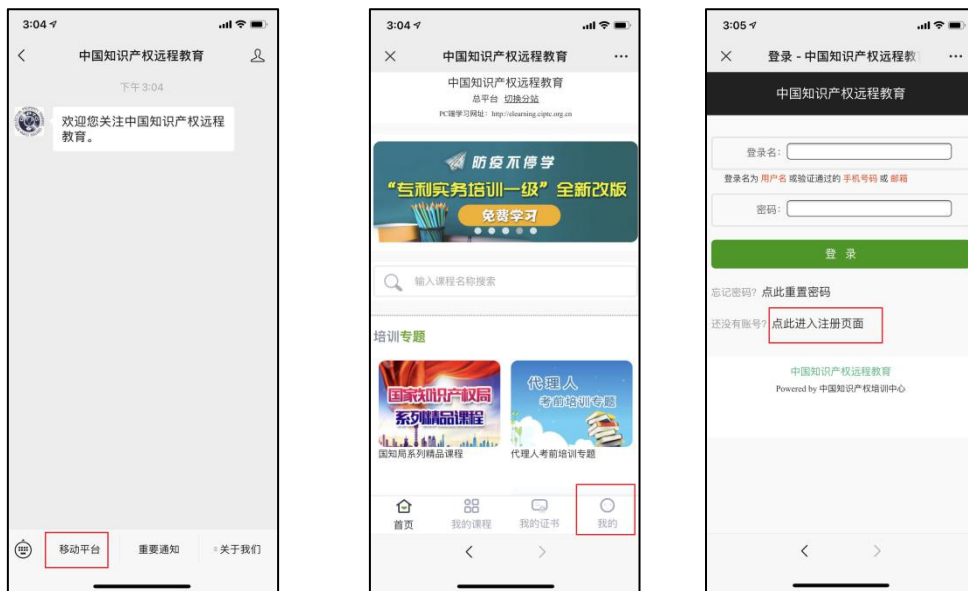 3:04
中国知识产权远程教育
下午3:04
欢迎您关注中国知识产权远程
教育。
移动平台
重要通知
关于我们
3:04
中国知识产权远程教育
中国知识产权远程教育
总平台 切换分站
PC端学习网址: http://elearning.ciptc.org.cn
防疫不停学
“专利实务培训一级”全新改版
免费学习
输入课程名称搜索
培训专题
国家知识产权局
系列精品课程
代理人
考前培训专题
国知局系列精品课程
代理人考前培训专题
首页
我的课程
我的证书
我的
3:05
登录 - 中国知识产权远程教
中国知识产权远程教育
登录名:
登录名为 用户名 或验证通过的 手机号码 或 邮箱
密码:
登 录
忘记密码? 点此重置密码
还没有账号? 点此进入注册页面
中国知识产权远程教育
Powered by 中国知识产权培训中心